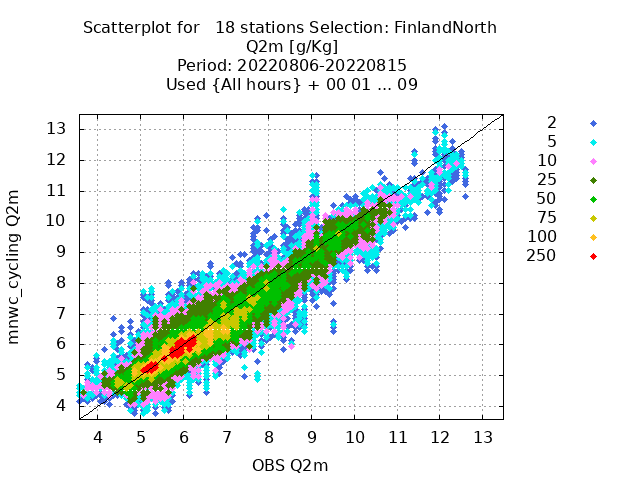 Scatterplot for   18 stations Selection: FinlandNorth
Q2m [g/Kg]
Period: 20220806-20220815
Used {All hours} + 00 01 ... 09
13
12
11
10
9
8
7
6
5
4
mnwc_cycling Q2m
4 5 6 7 8 9 10 11 12 13
OBS Q2m
2
5
10
25
50
75
100
250